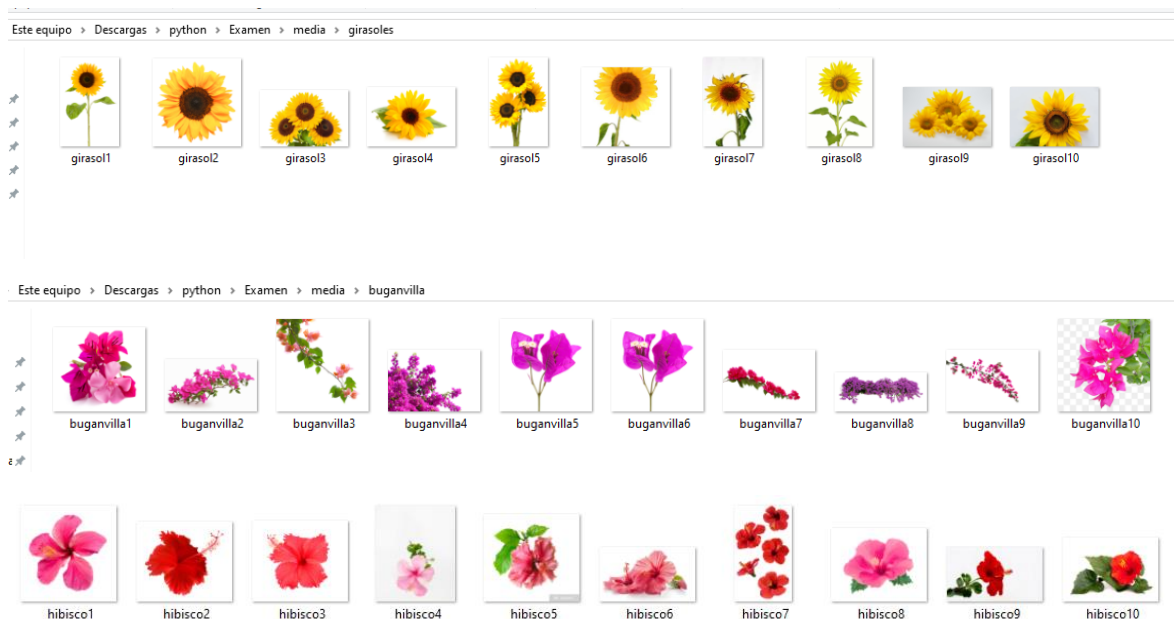 Este equipo > Descargas > python > Examen > media > girasoles
girasol1 girasol2 girasol3 girasol4 girasol5 girasol6 girasol7 girasol8 girasol9 girasol10
Este equipo > Descargas > python > Examen > media > buganvilla
buganvilla1 buganvilla2 buganvilla3 buganvilla4 buganvilla5 buganvilla6 buganvilla7 buganvilla8 buganvilla9 buganvilla10
hibisco1 hibisco2 hibisco3 hibisco4 hibisco5 hibisco6 hibisco7 hibisco8 hibisco9 hibisco10